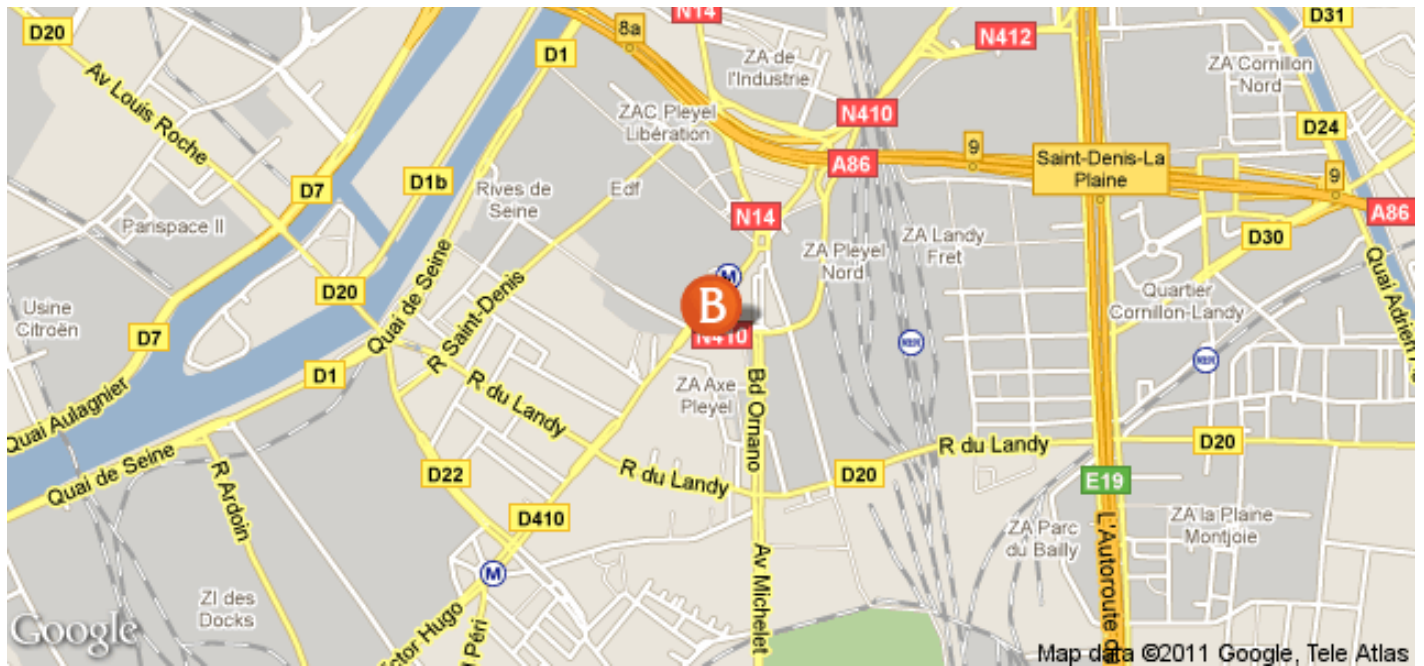 D20
N14
8a
N412
D31
D1
Av Louis Roche
ZA de
l'Industrie
ZA Cornillon
Nord
ZAC Pleyel
Libération
N410
D24
A86
9
Saint-Denis-La
Plaine
9
D7
D1b
Rives de
Seine
Edf
N14
A86
Parispace II
ZA Pleyel
Nord
ZA Landy
Fret
D30
M
Quai de Seine
D20
Usine
Citroën
B
N410
Quartier
Cornillon-Landy
Quai Adrien
D7
R Saint-Denis
RER
RER
D1
Quai Aulagnier
R du Landy
ZA Axe
Pleyel
Bd Ornano
Quai de Seine
R Ardoin
D22
R du Landy
D20
R du Landy
D20
E19
D410
ZA Parc
du Bailly
ZA la Plaine
Montjoie
L'Autoroute
M
Av Michelet
ZI des
Docks
ctor Hugo
Péri
Google
Map data ©2011 Google, Tele Atlas